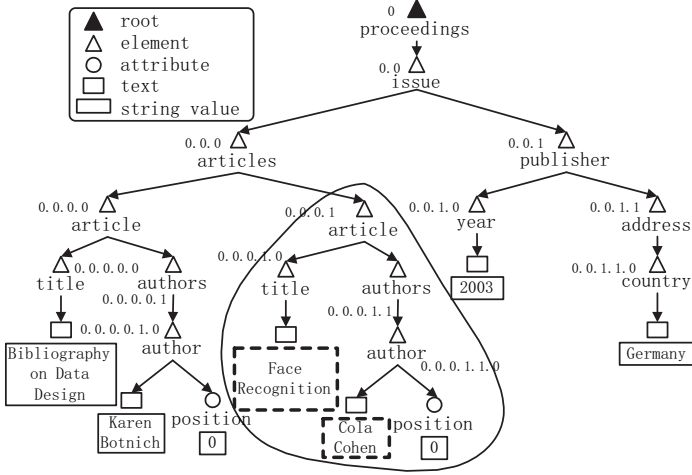 root
element
attribute
text
string value
0
proceedings
0.0
issue
0.0.0
articles
0.0.1
publisher
0.0.0.0
article
0.0.0.1
article
0.0.1.0
year
0.0.1.1
address
title
0.0.0.0.0
authors
0.0.0.1.0
title
authors
2003
0.0.1.1.0
country
0.0.0.0.1
0.0.0.0.1.0
author
0.0.0.1.1
author
0.0.0.1.1.0
Bibliography
on Data
Design
Face
Recognition
Germany
Karen
Botnich
position
0
Cola
Cohen
position
0